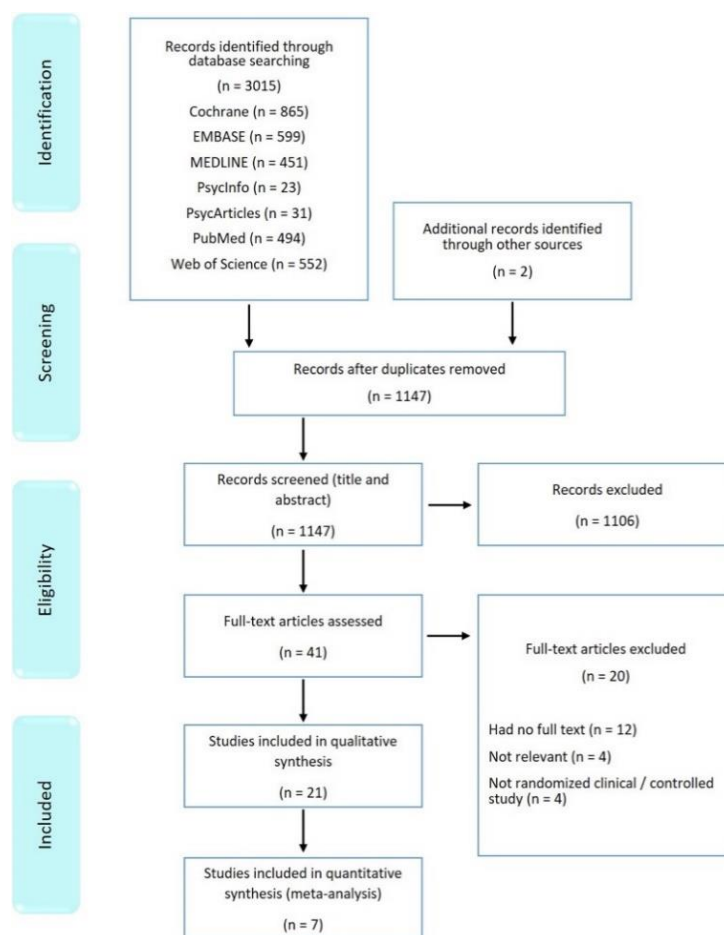 Identification
Records identified through
database searching
(n = 3015)
Cochrane (n = 865)
EMBASE (n = 599)
MEDLINE (n = 451)
PsycInfo (n = 23)
PsycArticles (n = 31)
PubMed (n = 494)
Web of Science (n = 552)
Additional records identified
through other sources
(n = 2)
Screening
Records after duplicates removed
(n = 1147)
Records screened (title and
abstract)
(n = 1147)
Records excluded
(n = 1106)
Eligibility
Full-text articles assessed
(n = 41)
Full-text articles excluded
(n = 20)
Had no full text (n = 12)
Not relevant (n = 4)
Not randomized clinical / controlled
study (n = 4)
Included
Studies included in qualitative
synthesis
(n = 21)
Studies included in quantitative
synthesis (meta-analysis)
(n = 7)